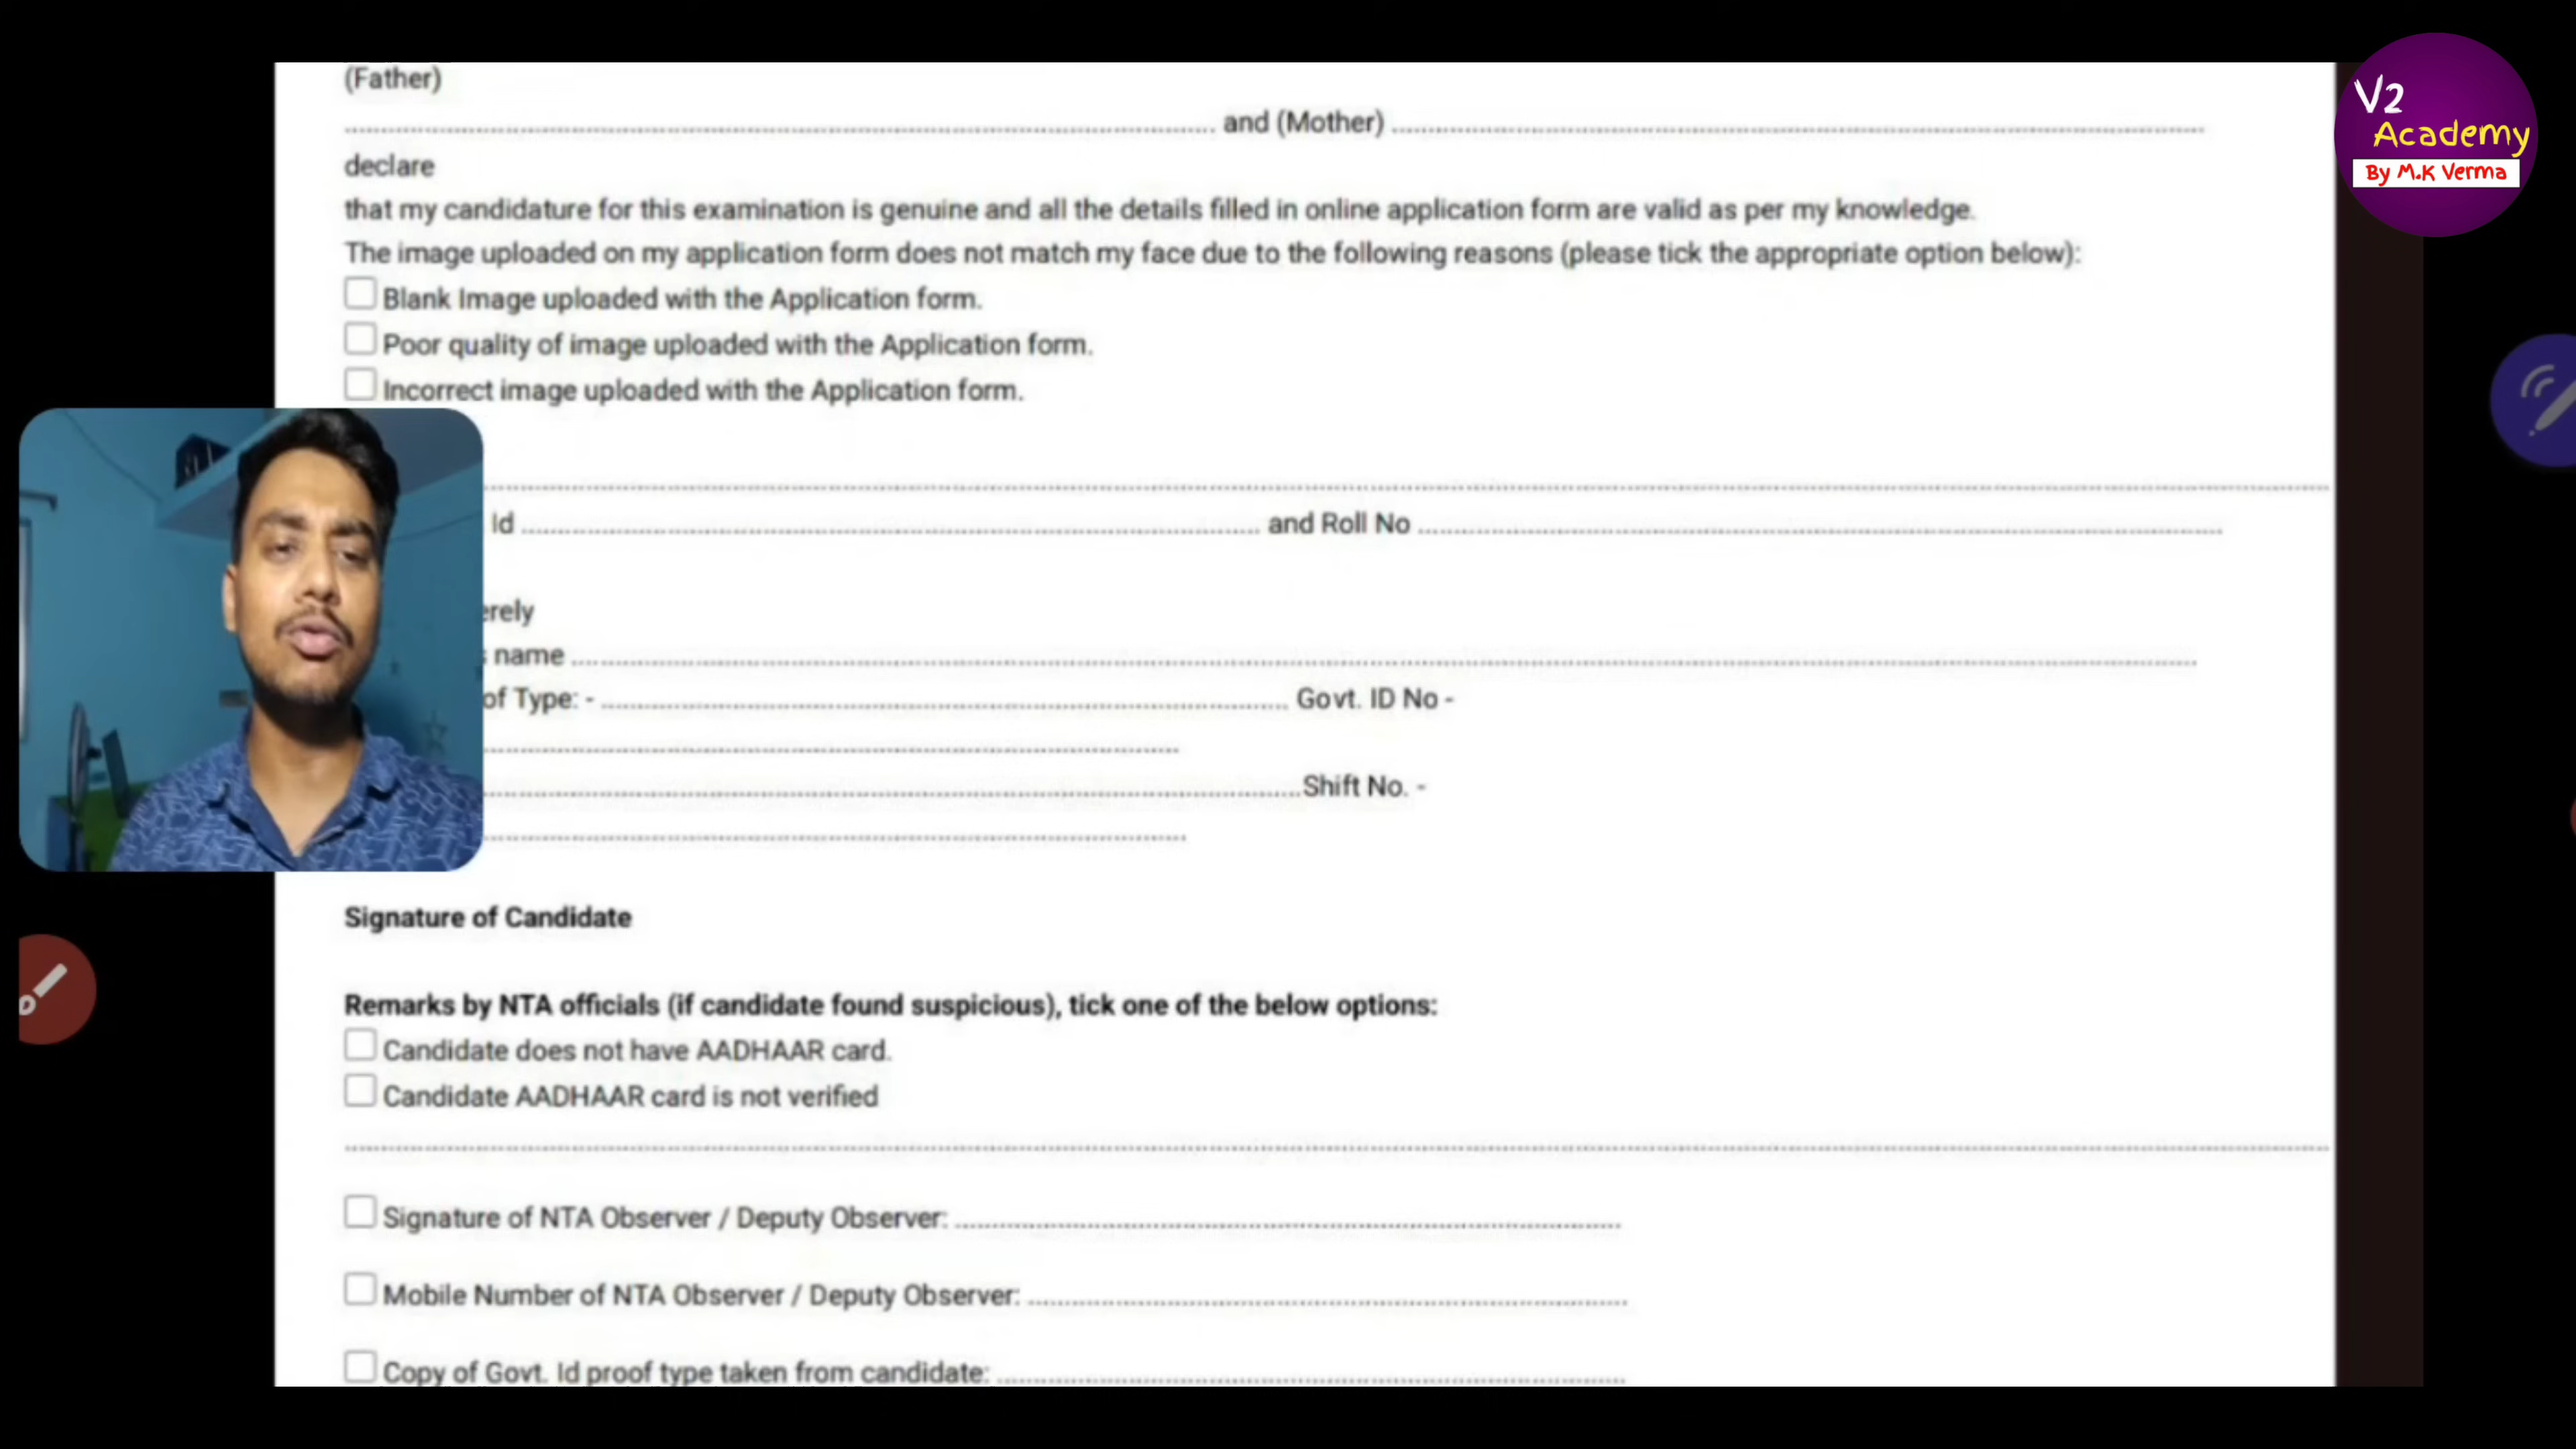 (Father)
........ and (Mother) ........
declare
that my candidature for this examination is genuine and all the details filled in online application form are valid as per my knowledge.
The image uploaded on my application form does not match my face due to the following reasons (please tick the appropriate option below):
Blank Image uploaded with the Application form.
Poor quality of image uploaded with the Application form.
Incorrect image uploaded with the Application form.
Id ........ and Roll No ........
erely
name ........
of Type: - ........ Govt. ID No -
........Shift No. -
Signature of Candidate
Remarks by NTA officials (if candidate found suspicious), tick one of the below options:
Candidate does not have AADHAAR card.
Candidate AADHAAR card is not verified
Signature of NTA Observer / Deputy Observer: ........
Mobile Number of NTA Observer / Deputy Observer: ........
Copy of Govt. Id proof type taken from candidate: ........
V2
Academy
By M.K Verma